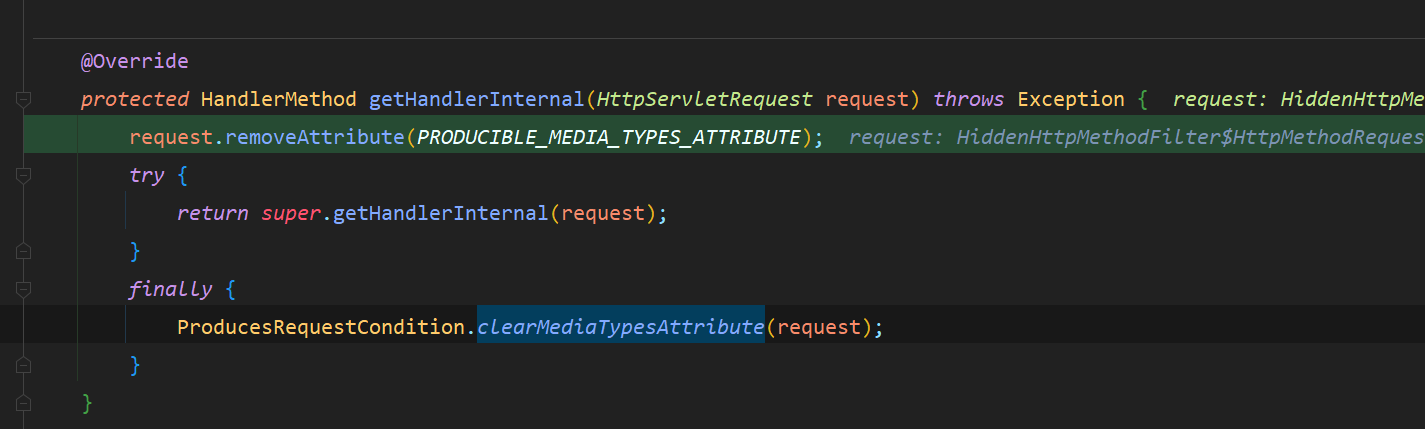 @Override
protected HandlerMethod getHandlerInternal(HttpServletRequest request) throws Exception {  request: HiddenHttpMe
request.removeAttribute(PRODUCIBLE_MEDIA_TYPES_ATTRIBUTE);  request: HiddenHttpMethodFilter$HttpMethodReques
try {
return super.getHandlerInternal(request);
}
finally {
ProducesRequestCondition.clearMediaTypesAttribute(request);
}
}